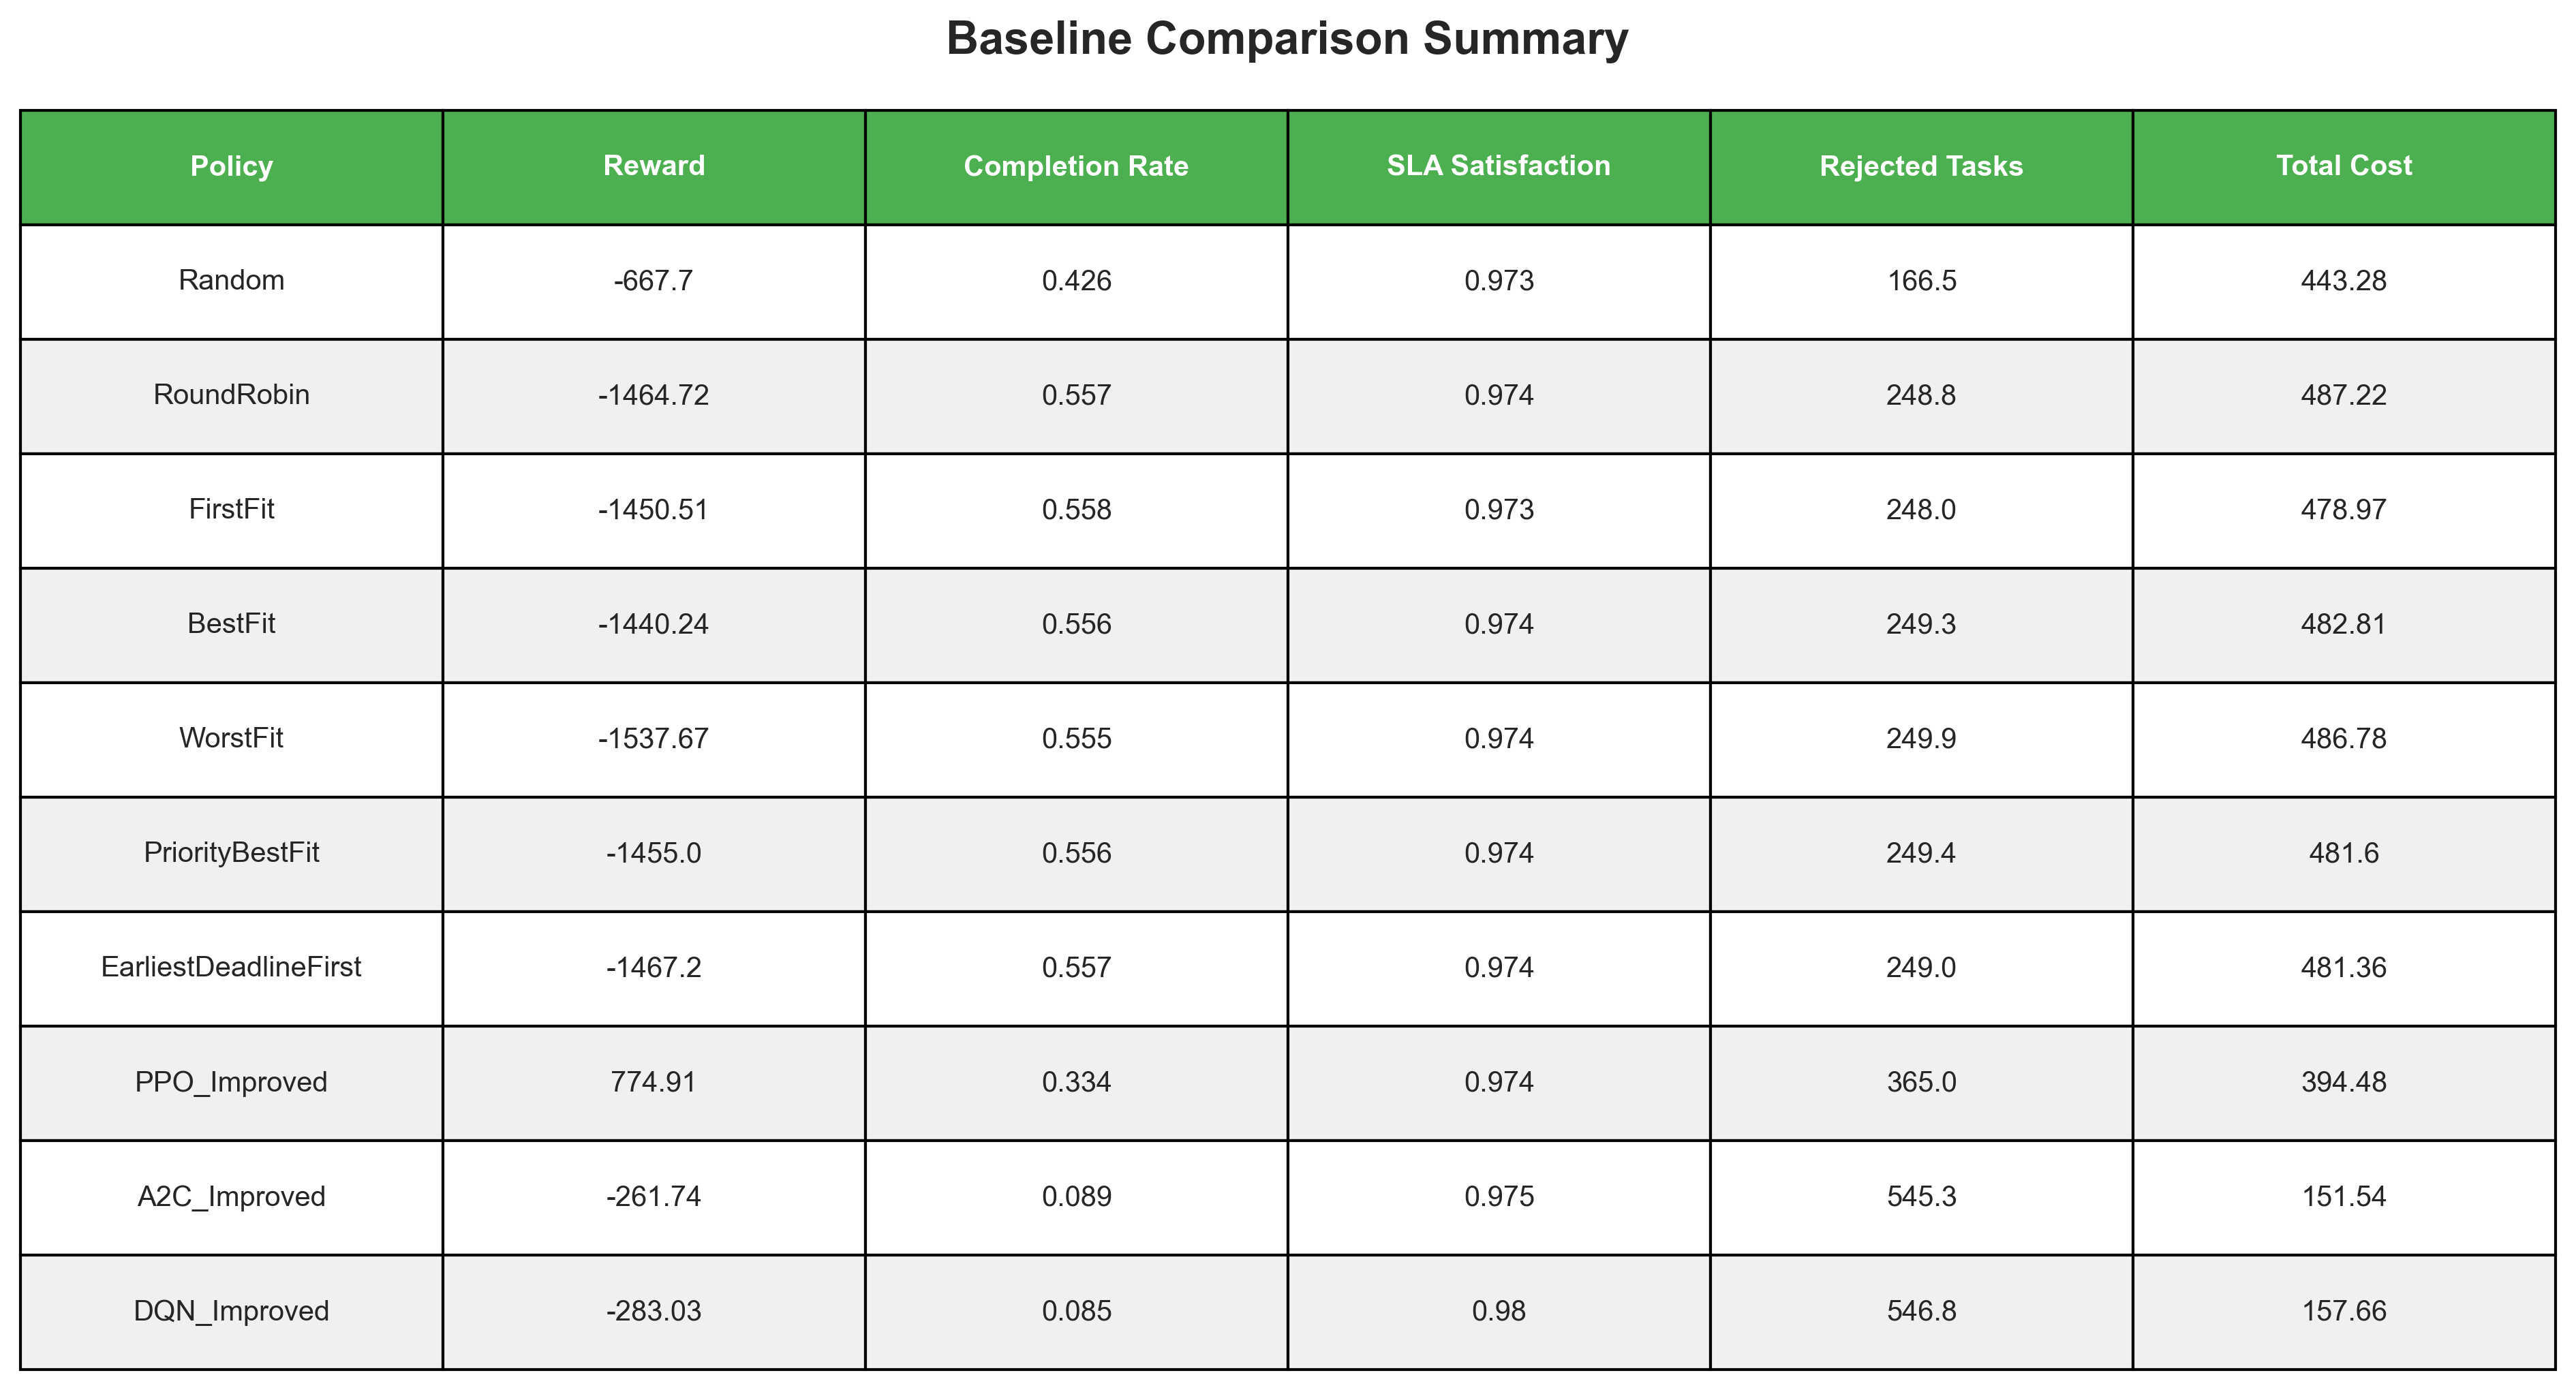 Baseline Comparison Summary
Policy Reward Completion Rate SLA Satisfaction Rejected Tasks Total Cost
Random -667.7 0.426 0.973 166.5 443.28
RoundRobin -1464.72 0.557 0.974 248.8 487.22
FirstFit -1450.51 0.558 0.973 248.0 478.97
BestFit -1440.24 0.556 0.974 249.3 482.81
WorstFit -1537.67 0.555 0.974 249.9 486.78
PriorityBestFit -1455.0 0.556 0.974 249.4 481.6
EarliestDeadlineFirst -1467.2 0.557 0.974 249.0 481.36
PPO_Improved 774.91 0.334 0.974 365.0 394.48
A2C_Improved -261.74 0.089 0.975 545.3 151.54
DQN_Improved -283.03 0.085 0.98 546.8 157.66